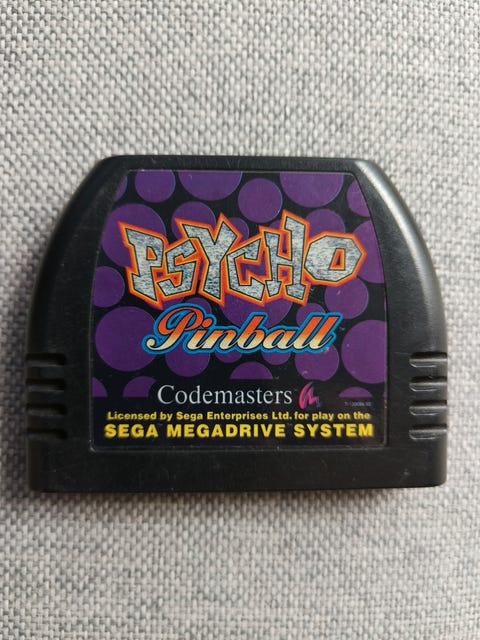 PSYCHO
Pinball
Codemasters
Licensed by Sega Enterprises Ltd. for play on the
SEGA MEGADRIVE SYSTEM